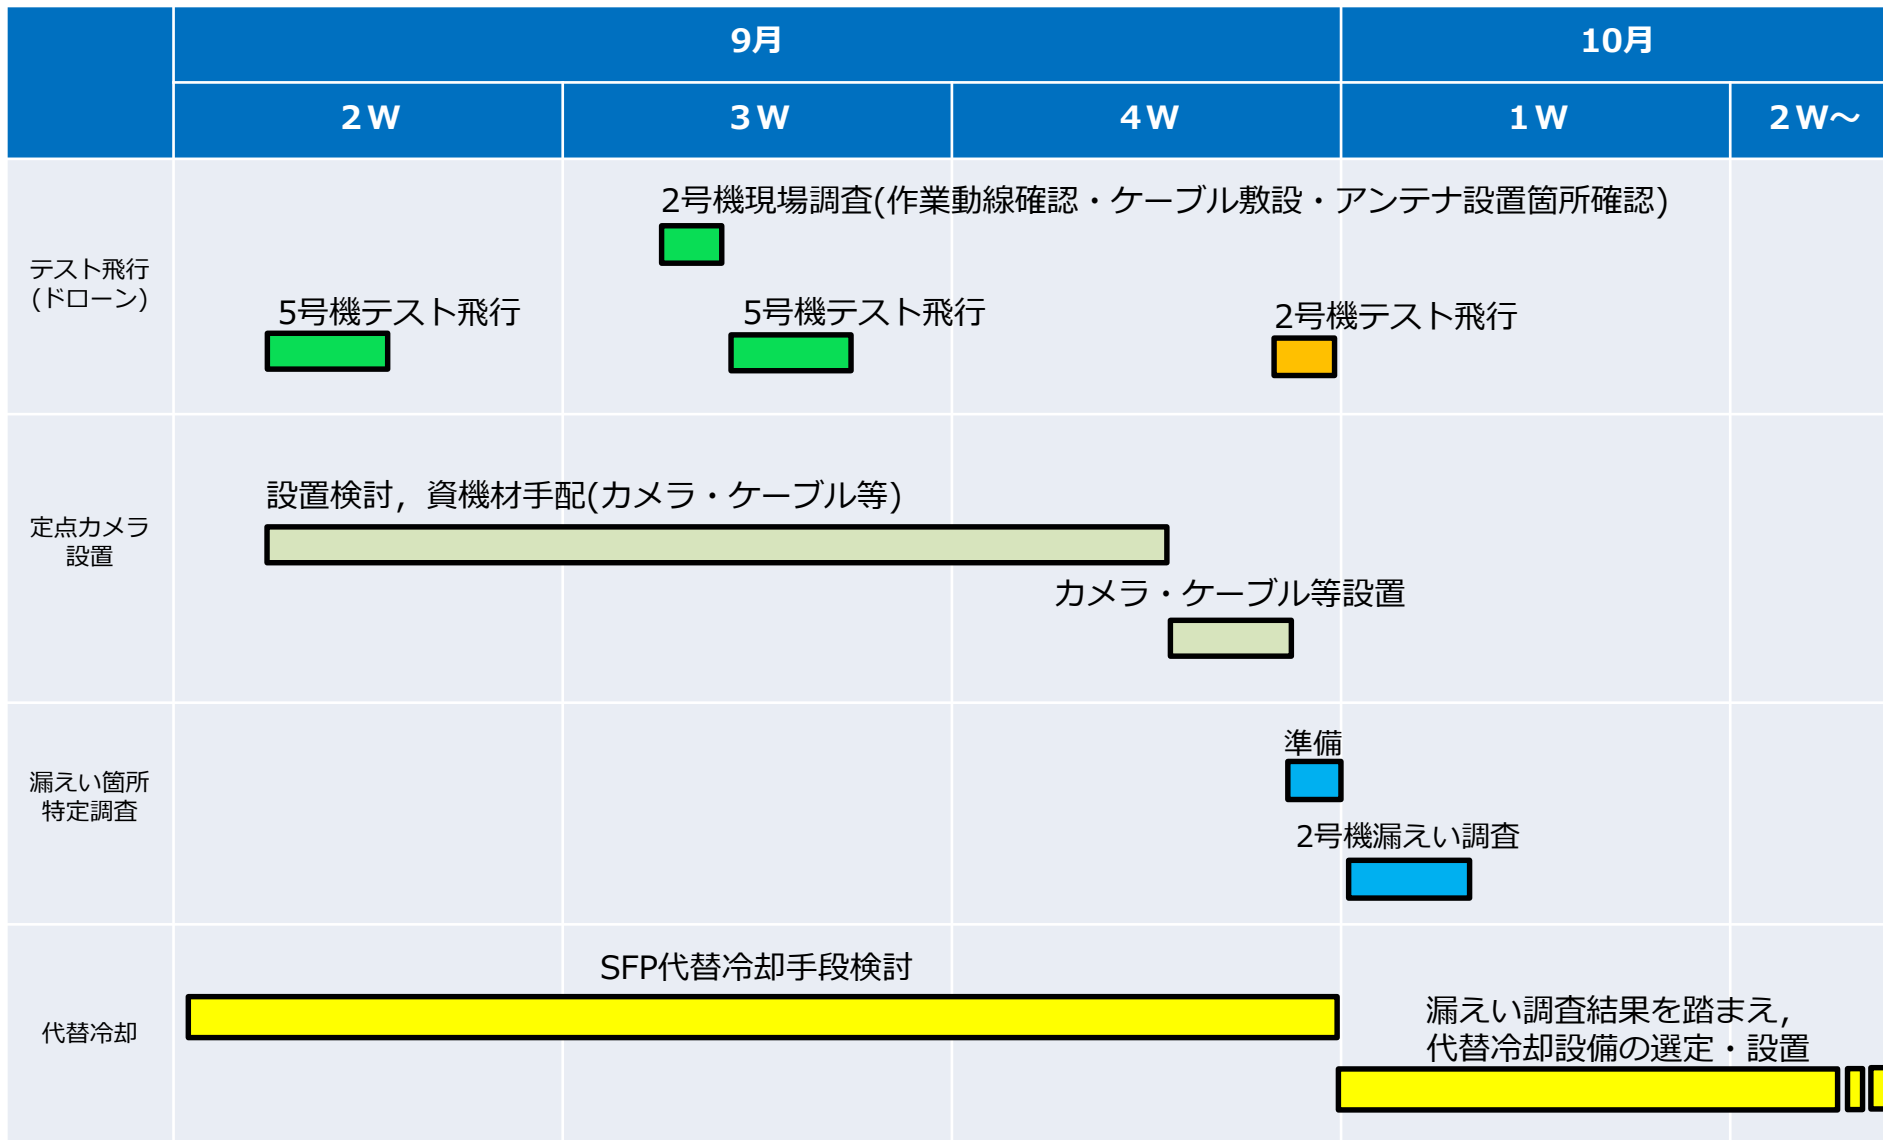 9月
10月
２W
３W
４W
１W
２W～
テスト飛行
(ドローン)
2号機現場調査(作業動線確認・ケーブル敷設・アンテナ設置箇所確認)
5号機テスト飛行
5号機テスト飛行
2号機テスト飛行
定点カメラ
設置
設置検討，資機材手配(カメラ・ケーブル等)
カメラ・ケーブル等設置
漏えい箇所
特定調査
準備
2号機漏えい調査
代替冷却
SFP代替冷却手段検討
漏えい調査結果を踏まえ，
代替冷却設備の選定・設置